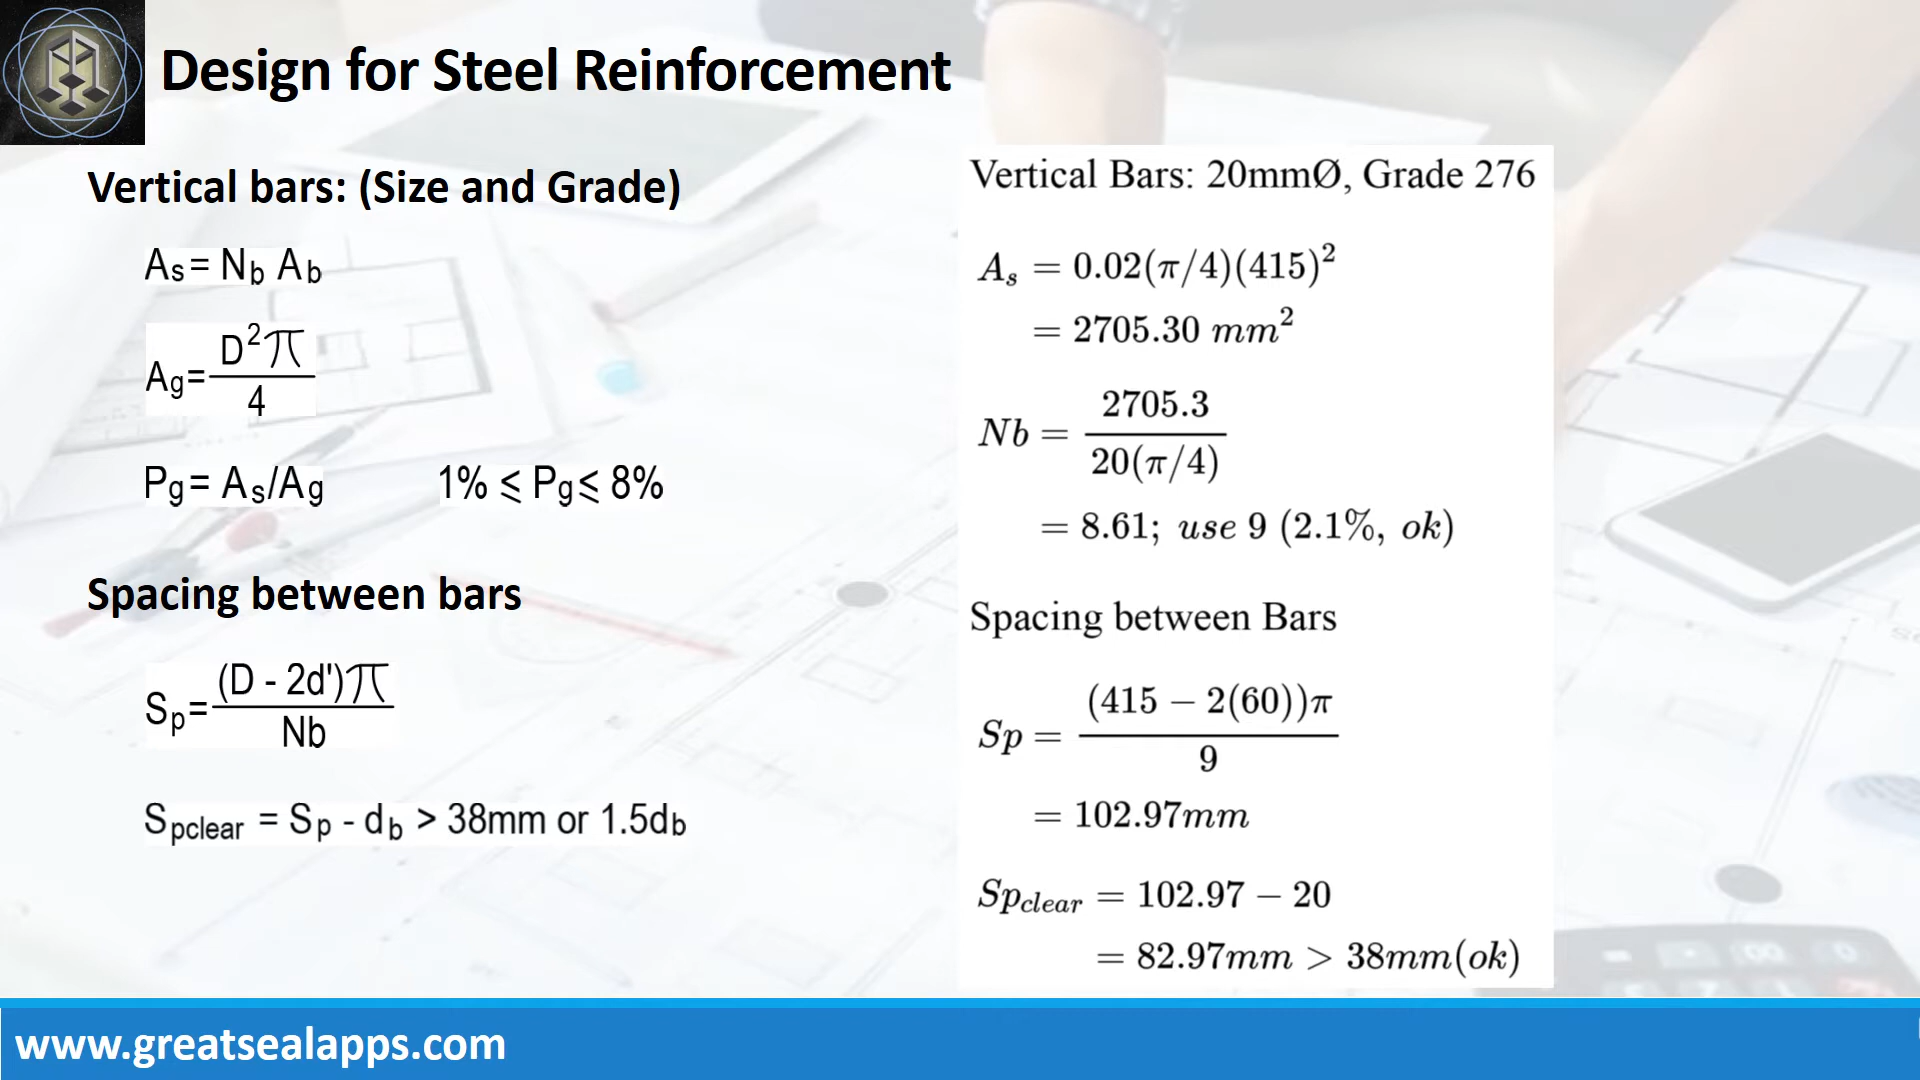 Design for Steel Reinforcement
Vertical bars: (Size and Grade)
As = Nb Ab
Ag = D²π / 4
Pg = As/Ag 1% ⩽ Pg ⩽ 8%
Spacing between bars
Sp = (D - 2d')π / Nb
Spclear = Sp - db > 38mm or 1.5db
Vertical Bars: 20mmØ, Grade 276
As = 0.02(π/4)(415)²
= 2705.30 mm²
Nb = 2705.3 / 20(π/4)
= 8.61; use 9 (2.1%, ok)
Spacing between Bars
Sp = (415 − 2(60))π / 9
= 102.97mm
Spclear = 102.97 − 20
= 82.97mm > 38mm(ok)
www.greatsealapps.com